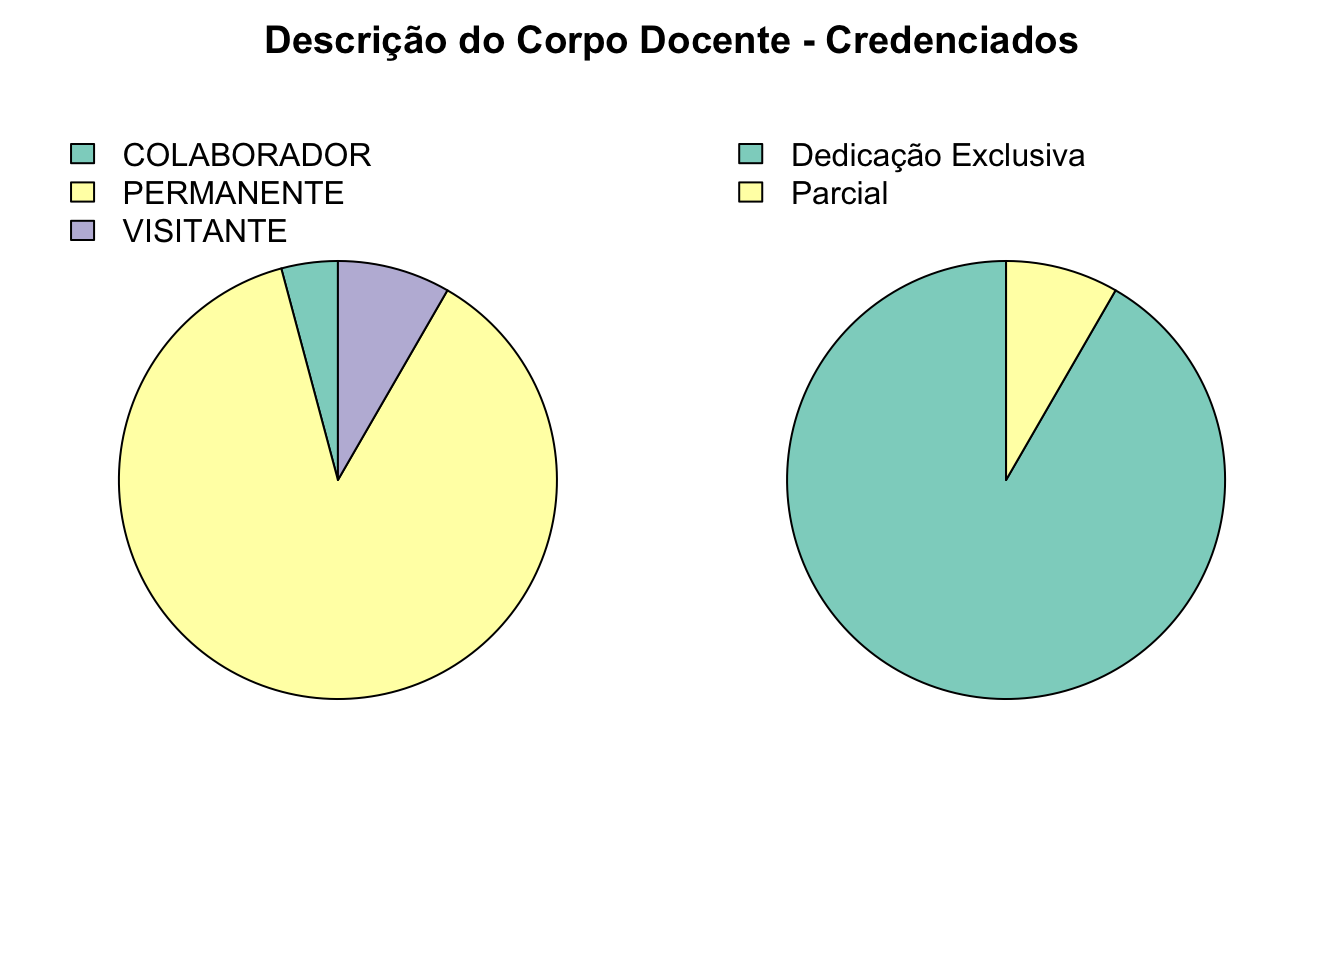 Descrição do Corpo Docente - Credenciados
COLABORADOR
PERMANENTE
VISITANTE
Dedicação Exclusiva
Parcial